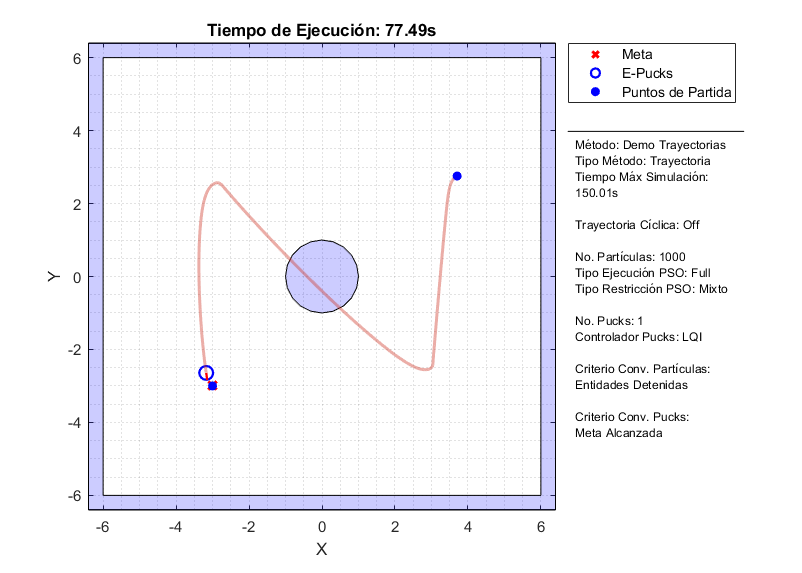 Tiempo de Ejecución: 77.49s
6
4
2
0
-2
-4
-6
Y
-6
-4
-2
0
2
4
6
X
Meta
E-Pucks
Puntos de Partida
Método: Demo Trayectorias
Tipo Método: Trayectoria
Tiempo Máx Simulación:
150.01s
Trayectoria Cíclica: Off
No. Partículas: 1000
Tipo Ejecución PSO: Full
Tipo Restricción PSO: Mixto
No. Pucks: 1
Controlador Pucks: LQI
Criterio Conv. Partículas:
Entidades Detenidas
Criterio Conv. Pucks:
Meta Alcanzada